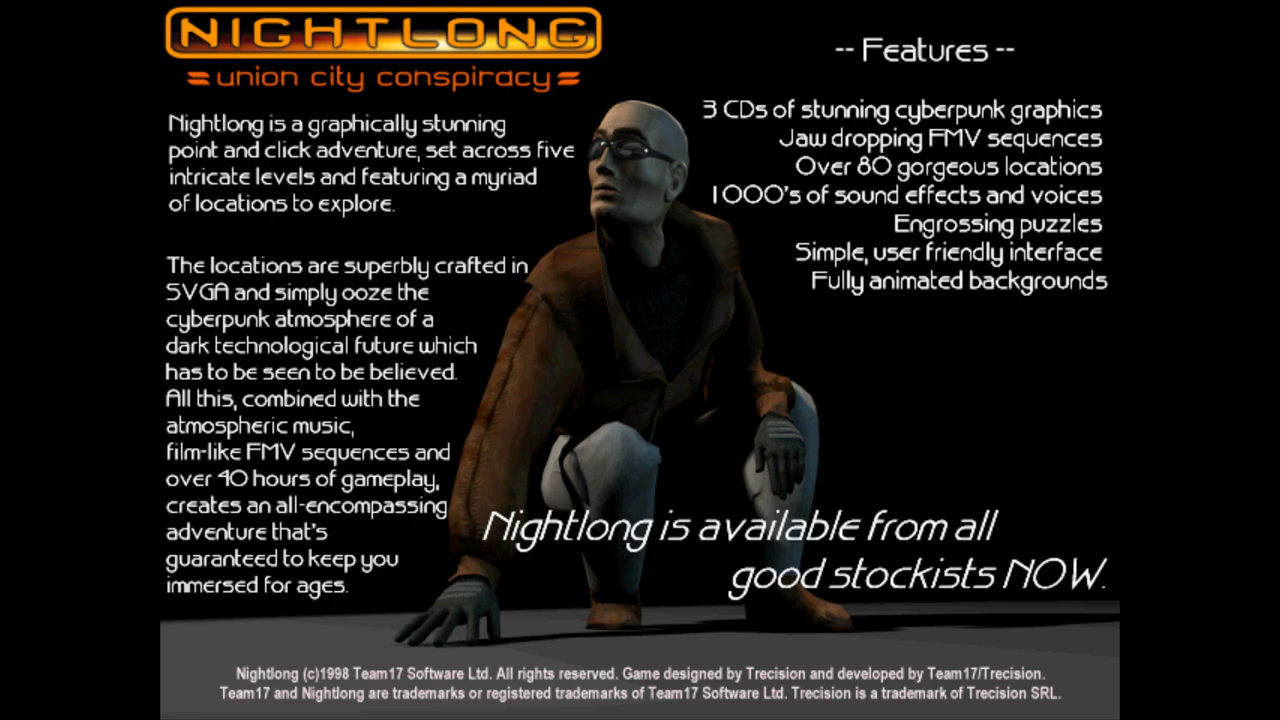 NIGHTLONG
union city conspiracy
Nightlong is a graphically stunning
point and click adventure, set across five
intricate levels and featuring a myriad
of locations to explore.
The locations are superbly crafted in
SVGA and simply ooze the
cyberpunk atmosphere of a
dark technological future which
has to be seen to be believed.
All this, combined with the
atmospheric music,
film-like FMV sequences and
over 40 hours of gameplay,
creates an all-encompassing
adventure that's
guaranteed to keep you
immersed for ages.
-- Features --
3 CDs of stunning cyberpunk graphics
Jaw dropping FMV sequences
Over 80 gorgeous locations
1000's of sound effects and voices
Engrossing puzzles
Simple, user friendly interface
Fully animated backgrounds
Nightlong is available from all
good stockists NOW.
Nightlong (c)1998 Team17 Software Ltd. All rights reserved. Game designed by Trecision and developed by Team17/Trecision.
Team17 and Nightlong are trademarks or registered trademarks of Team17 Software Ltd. Trecision is a trademark of Trecision SRL.